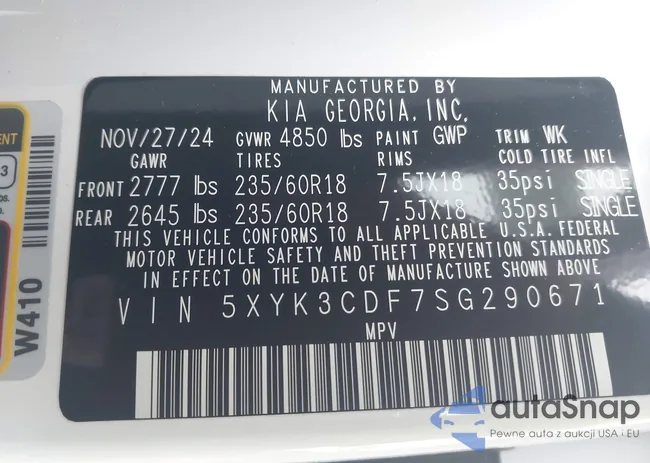 MANUFACTURED BY
KIA GEORGIA, INC.
NOV/27/24 GVWR 4850 lbs PAINT GWP TRIM WK
GAWR TIRES RIMS COLD TIRE INFL
FRONT 2777 lbs 235/60R18 7.5JX18 35psi SINGLE
REAR 2645 lbs 235/60R18 7.5JX18 35psi SINGLE
THIS VEHICLE CONFORMS TO ALL APPLICABLE U.S.A. FEDERAL
MOTOR VEHICLE SAFETY AND THEFT PREVENTION STANDARDS
IN EFFECT ON THE DATE OF MANUFACTURE SHOWN ABOVE
VIN 5XYK3CDF7SG290671
MPV
W410
3
autaSnap
Pewne auta z aukcji USA i EU